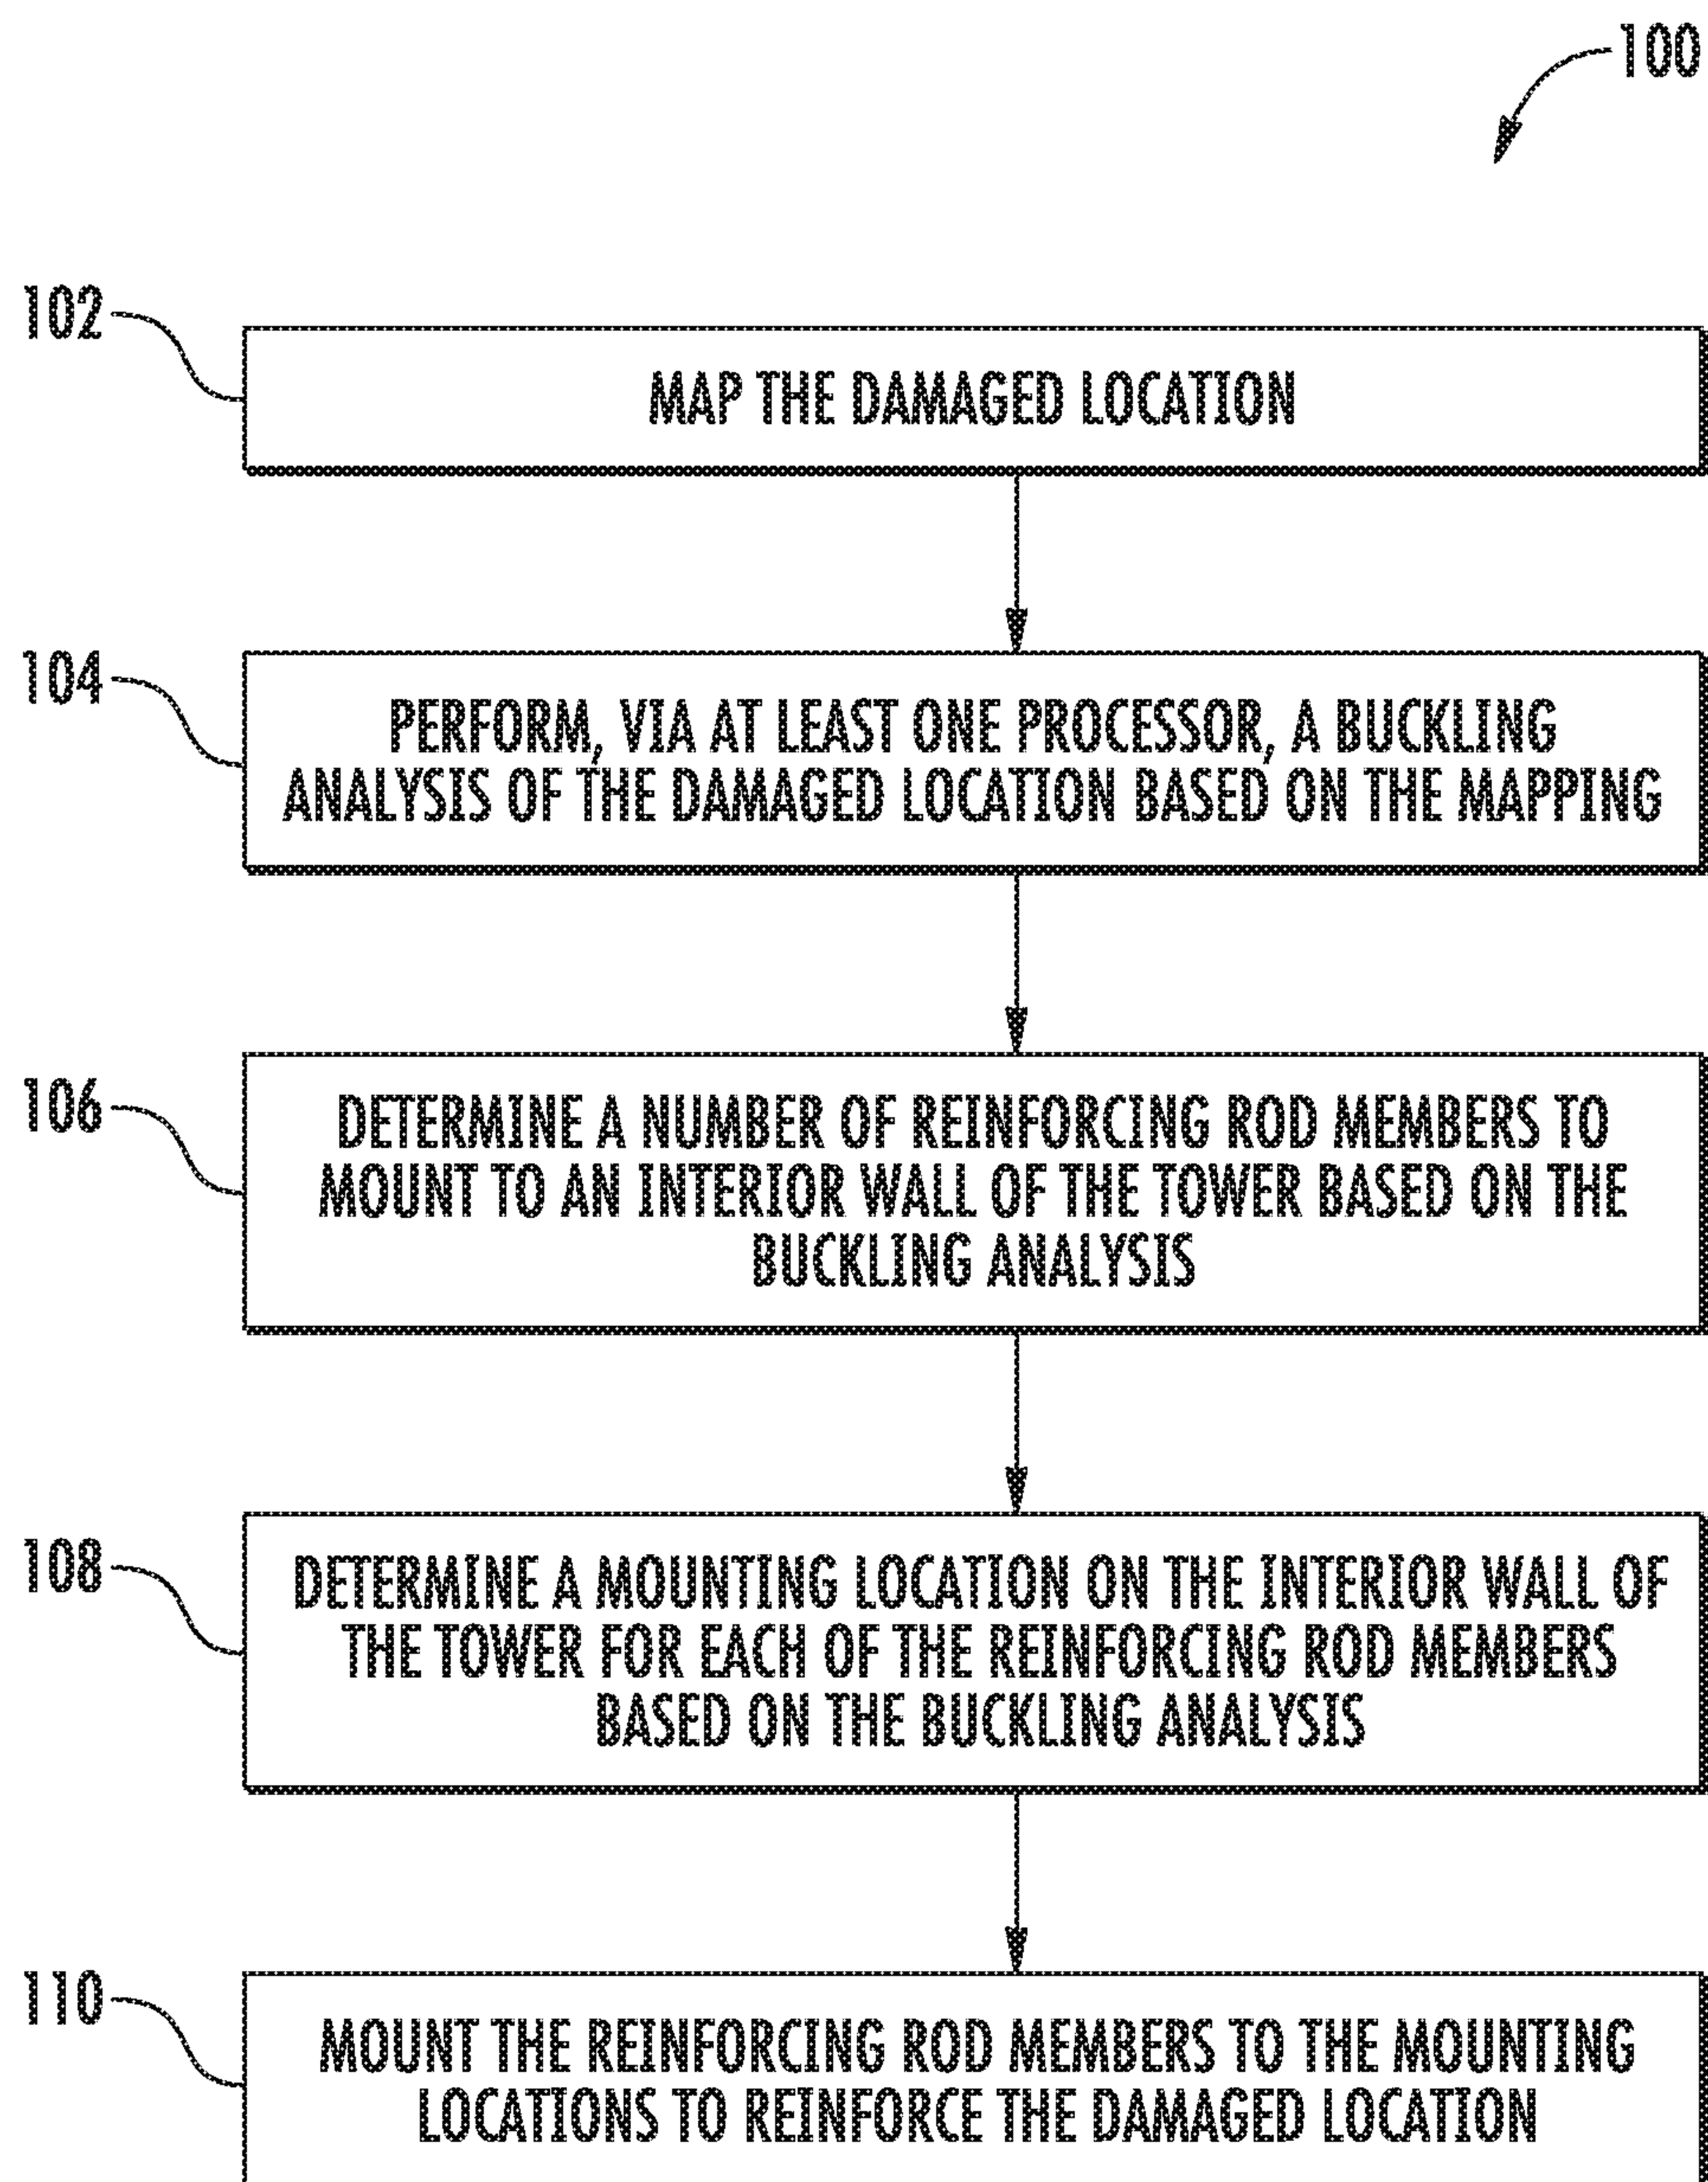 100
102
MAP THE DAMAGED LOCATION
104
PERFORM, VIA AT LEAST ONE PROCESSOR, A BUCKLING
ANALYSIS OF THE DAMAGED LOCATION BASED ON THE MAPPING
106
DETERMINE A NUMBER OF REINFORCING ROD MEMBERS TO
MOUNT TO AN INTERIOR WALL OF THE TOWER BASED ON THE
BUCKLING ANALYSIS
108
DETERMINE A MOUNTING LOCATION ON THE INTERIOR WALL OF
THE TOWER FOR EACH OF THE REINFORCING ROD MEMBERS
BASED ON THE BUCKLING ANALYSIS
110
MOUNT THE REINFORCING ROD MEMBERS TO THE MOUNTING
LOCATIONS TO REINFORCE THE DAMAGED LOCATION